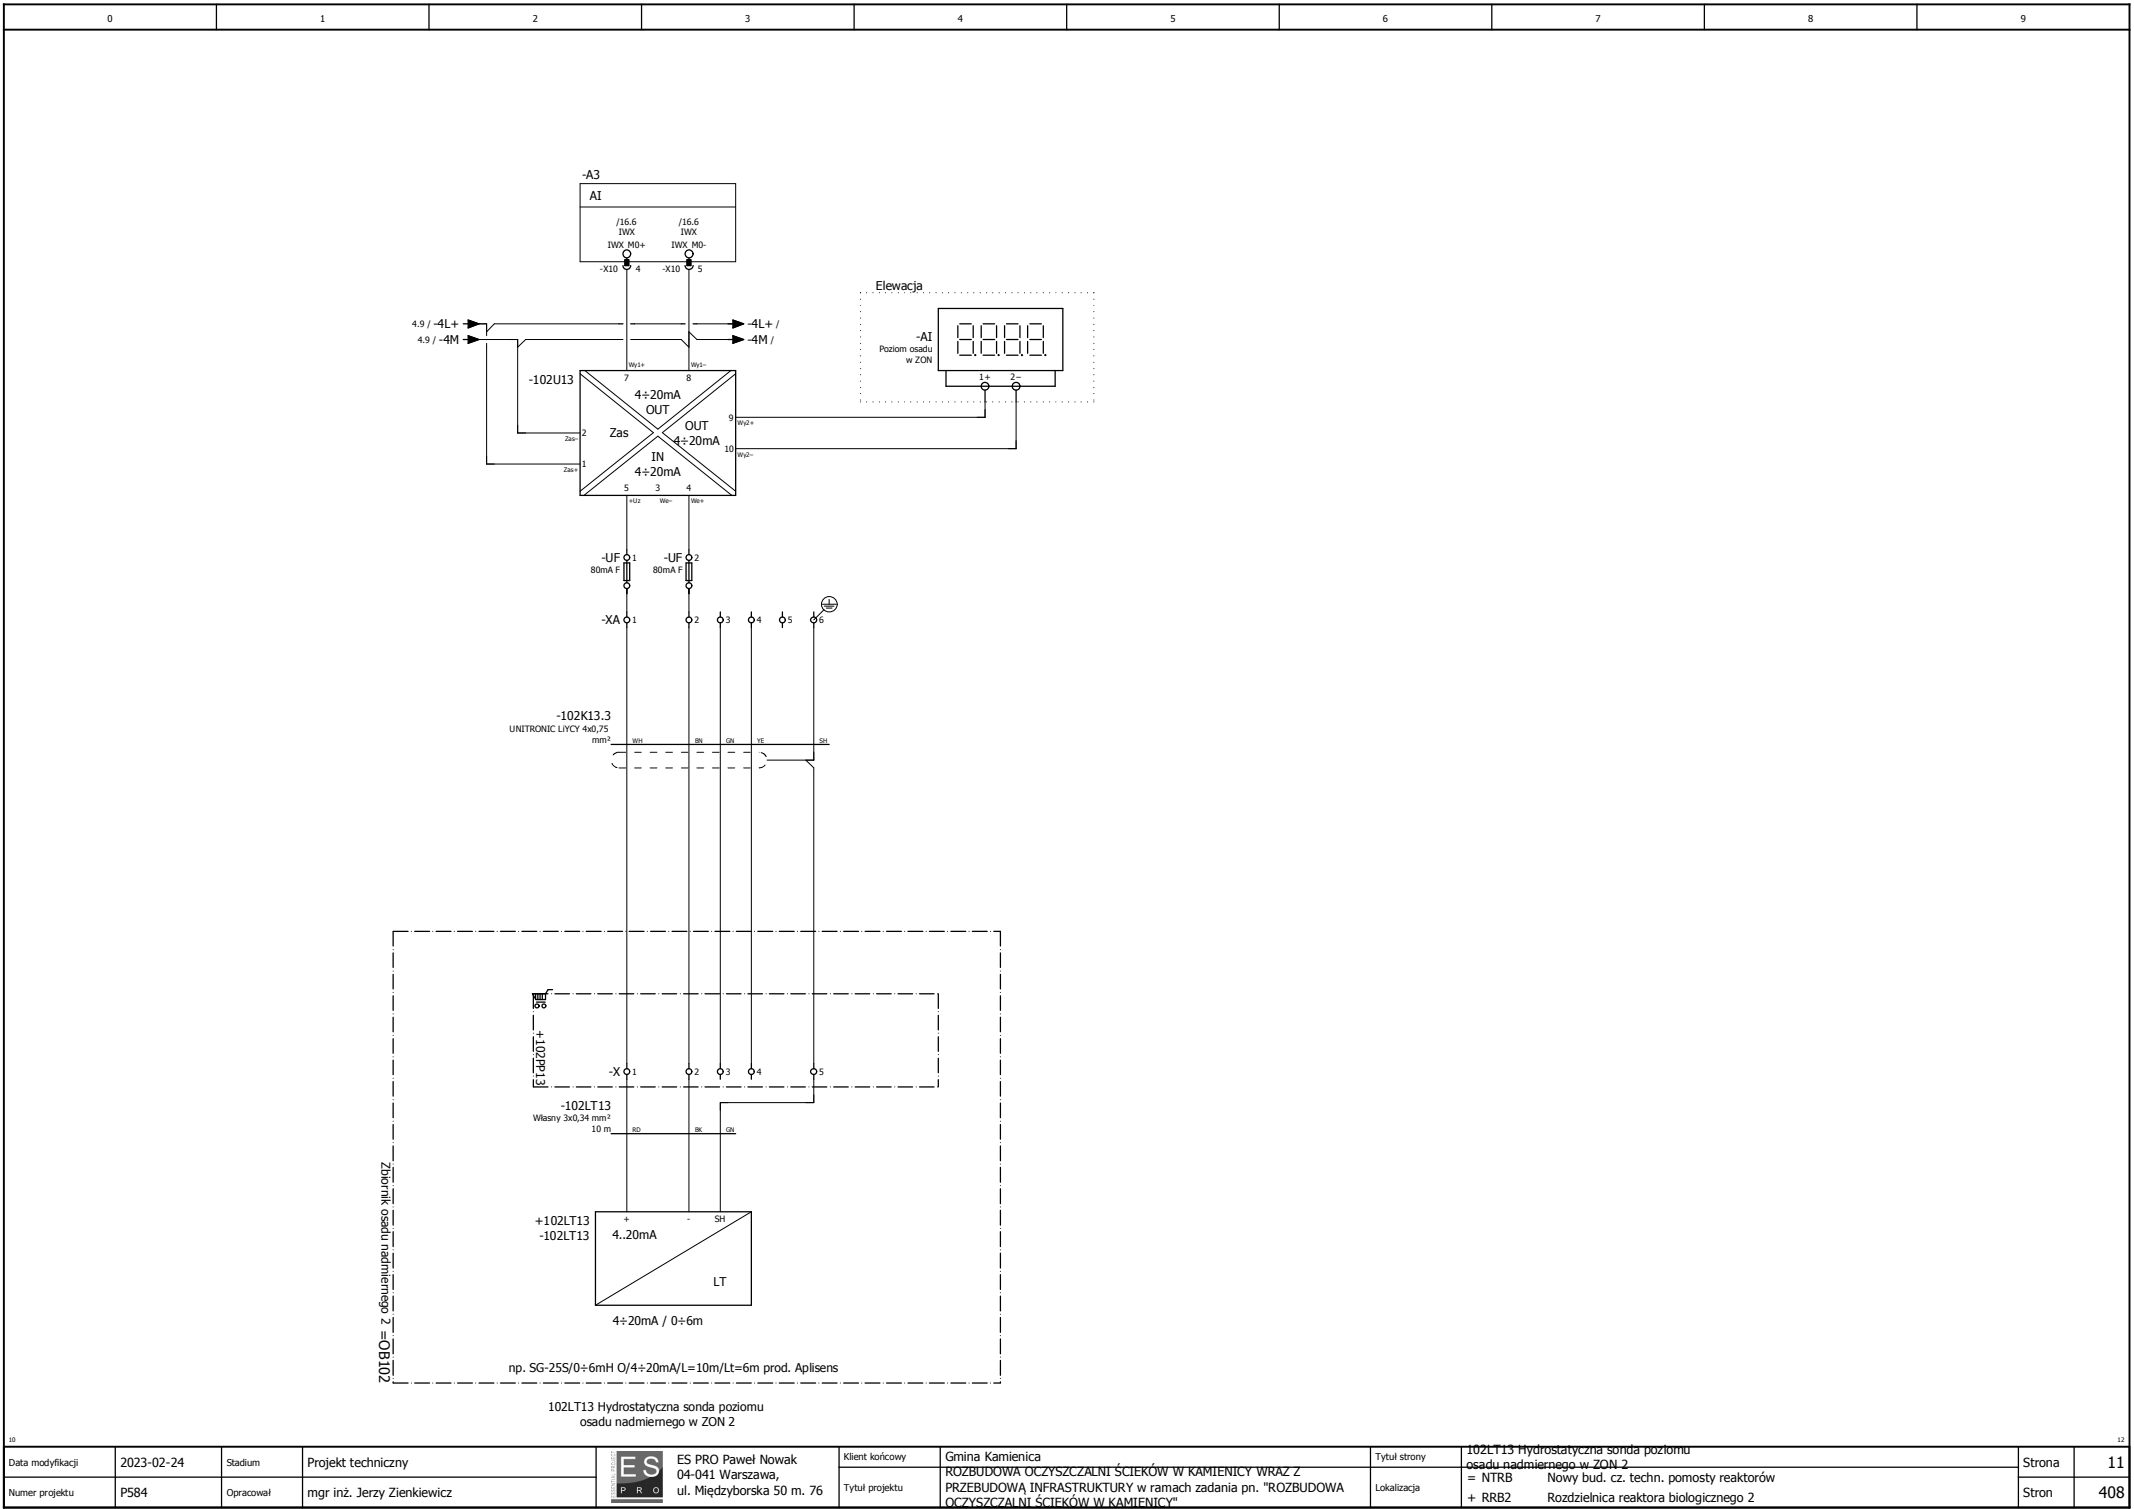 0 1 2 3 4 5 6 7 8 9
-A3
AI
/16.6 /16.6
IWX IWX
IWX_M0+ IWX_M0-
-X10 4 -X10 5
Elewacja
4.9 / -4L+ -4L+ /
4.9 / -4M -4M /
-AI
Poziom osadu
w ZON
1+ 2−
-102U13
Wy1+ Wy1−
7 8
4÷20mA
OUT
Zas
OUT
4÷20mA
IN
4÷20mA
2
Zas−
1
Zas+
9
Wy2+
10
Wy2−
5 3 4
+Uz We− We+
-UF 1 -UF 2
80mA F 80mA F
-XA 1 2 3 4 5 6
-102K13.3
UNITRONIC LiYCY 4x0,75
mm²
WH BN GN YE SH
+102PP13
-X 1 2 3 4 5
-102LT13
Własny 3x0,34 mm²
10 m
RD BK GN
Zbiornik osadu nadmiernego 2 =OB102
+102LT13
-102LT13
+ - SH
4..20mA
LT
4÷20mA / 0÷6m
np. SG-25S/0÷6mH O/4÷20mA/L=10m/Lt=6m prod. Aplisens
102LT13 Hydrostatyczna sonda poziomu
osadu nadmiernego w ZON 2
10 12
Data modyfikacji 2023-02-24 Stadium Projekt techniczny
Numer projektu P584 Opracował mgr inż. Jerzy Zienkiewicz
ES
PRO
ES PRO Paweł Nowak
04-041 Warszawa,
ul. Międzyborska 50 m. 76
Klient końcowy Gmina Kamienica
Tytuł projektu
ROZBUDOWA OCZYSZCZALNI ŚCIEKÓW W KAMIENICY WRAZ Z
PRZEBUDOWĄ INFRASTRUKTURY w ramach zadania pn. "ROZBUDOWA
OCZYSZCZALNI ŚCIEKÓW W KAMIENICY"
Tytuł strony
102LT13 Hydrostatyczna sonda poziomu
osadu nadmiernego w ZON 2
Lokalizacja
= NTRB Nowy bud. cz. techn. pomosty reaktorów
+ RRB2 Rozdzielnica reaktora biologicznego 2
Strona 11
Stron 408